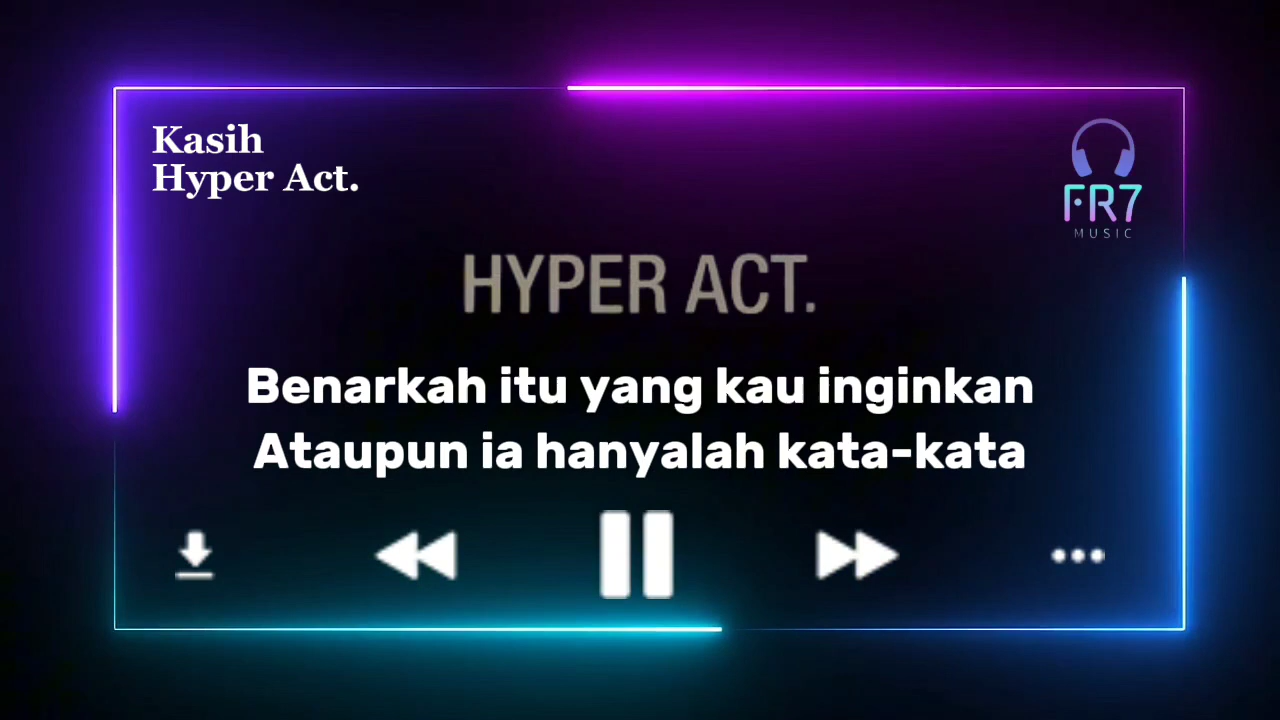 Kasih
Hyper Act.
FR7
MUSIC
HYPER ACT.
Benarkah itu yang kau inginkan
Ataupun ia hanyalah kata-kata